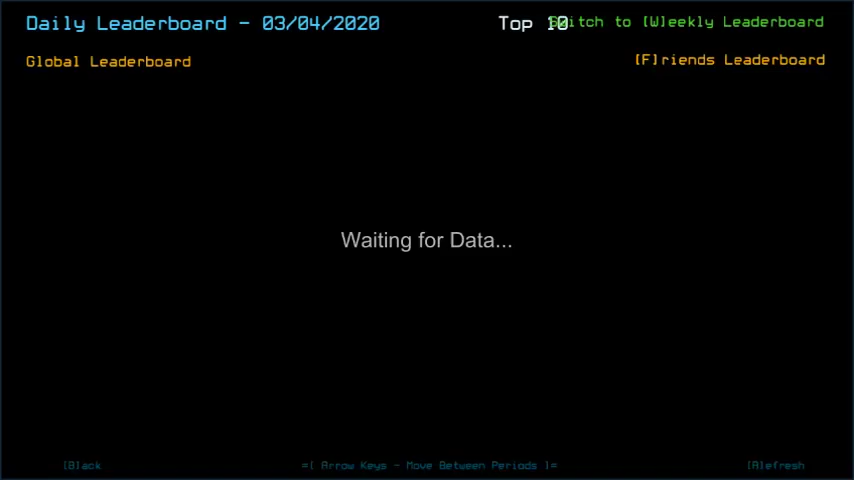 Daily Leaderboard - 03/04/2020
Top 10
Switch to [W]eekly Leaderboard
Global Leaderboard
[F]riends Leaderboard
Waiting for Data...
[B]ack
=[ Arrow Keys - Move Between Periods ]=
[R]efresh